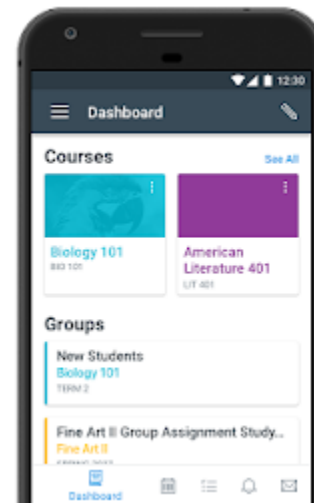 12:30
Dashboard
Courses
See All
Biology 101
BIO 101
American
Literature 401
LIT 401
Groups
New Students
Biology 101
TERM 2
Fine Art II Group Assignment Study...
Fine Art II
Dashboard